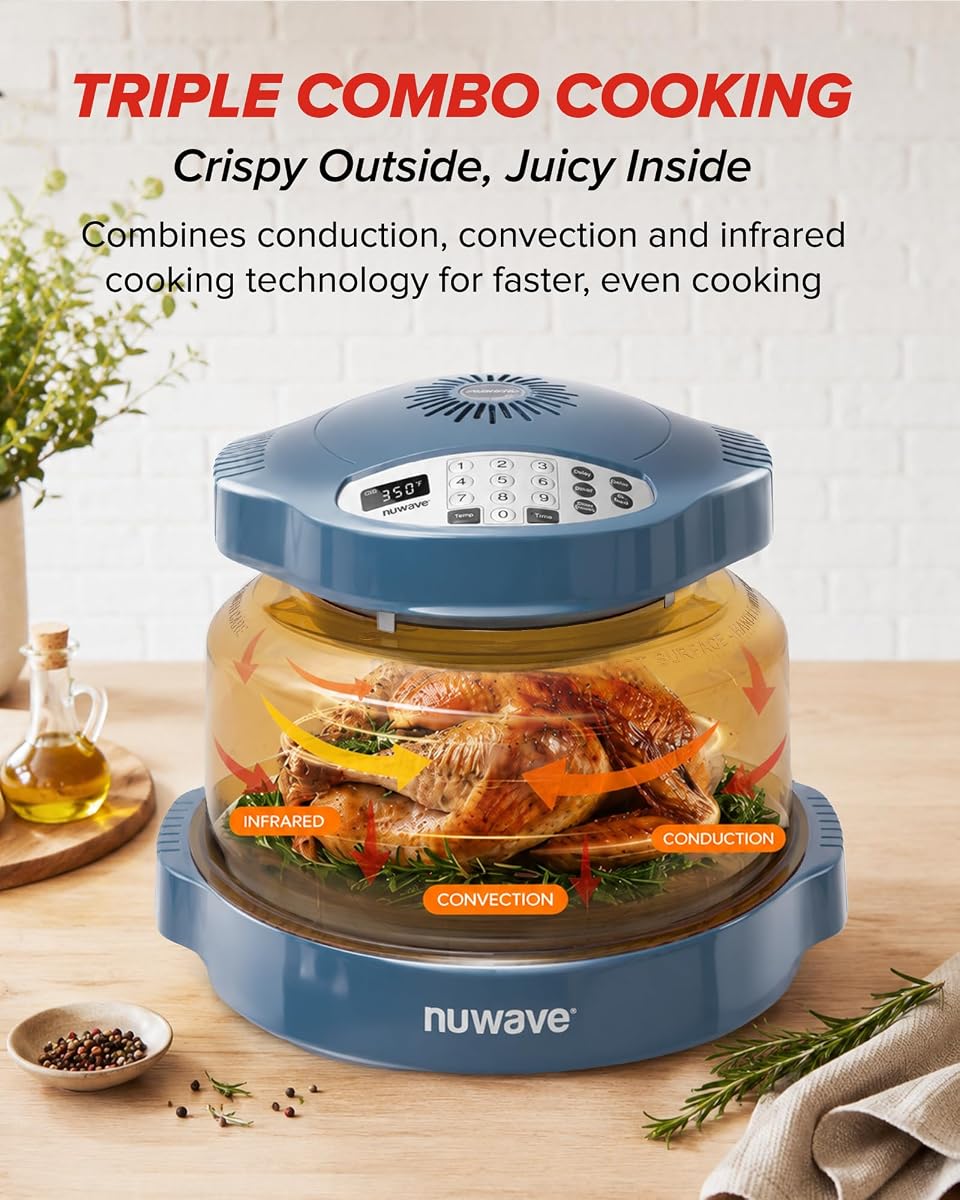 TRIPLE COMBO COOKING
Crispy Outside, Juicy Inside
Combines conduction, convection and infrared
cooking technology for faster, even cooking
350°F
nuwave
1 2 3
4 5 6
7 8 9
Temp 0 Time
Delay
SURFACE
INFRARED
CONDUCTION
CONVECTION
nuwave®